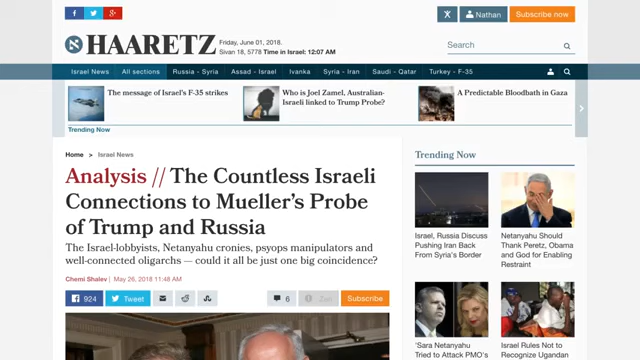 Nathan
Subscribe now
HAARETZ
Friday, June 01, 2018.
Sivan 18, 5778 Time in Israel: 12:07 AM
Search
Israel News
All sections
Russia - Syria
Assad - Israel
Ivanka
Syria - Iran
Saudi - Qatar
Turkey - F-35
The message of Israel's F-35 strikes
Who is Joel Zamel, Australian-
Israeli linked to Trump Probe?
A Predictable Bloodbath in Gaza
Trending Now
Home > Israel News
Analysis // The Countless Israeli
Connections to Mueller's Probe
of Trump and Russia
The Israel-lobbyists, Netanyahu cronies, psyops manipulators and
well-connected oligarchs — could it all be just one big coincidence?
Chemi Shalev | May 26, 2018 11:48 AM
924
Tweet
6
Zen
Subscribe
Trending Now
Israel, Russia Discuss
Pushing Iran Back
From Syria's Border
Netanyahu Should
Thank Peretz, Obama
and God for Enabling
Restraint
'Sara Netanyahu
Tried to Attack PMO's
Israel Rules Not to
Recognize Ugandan